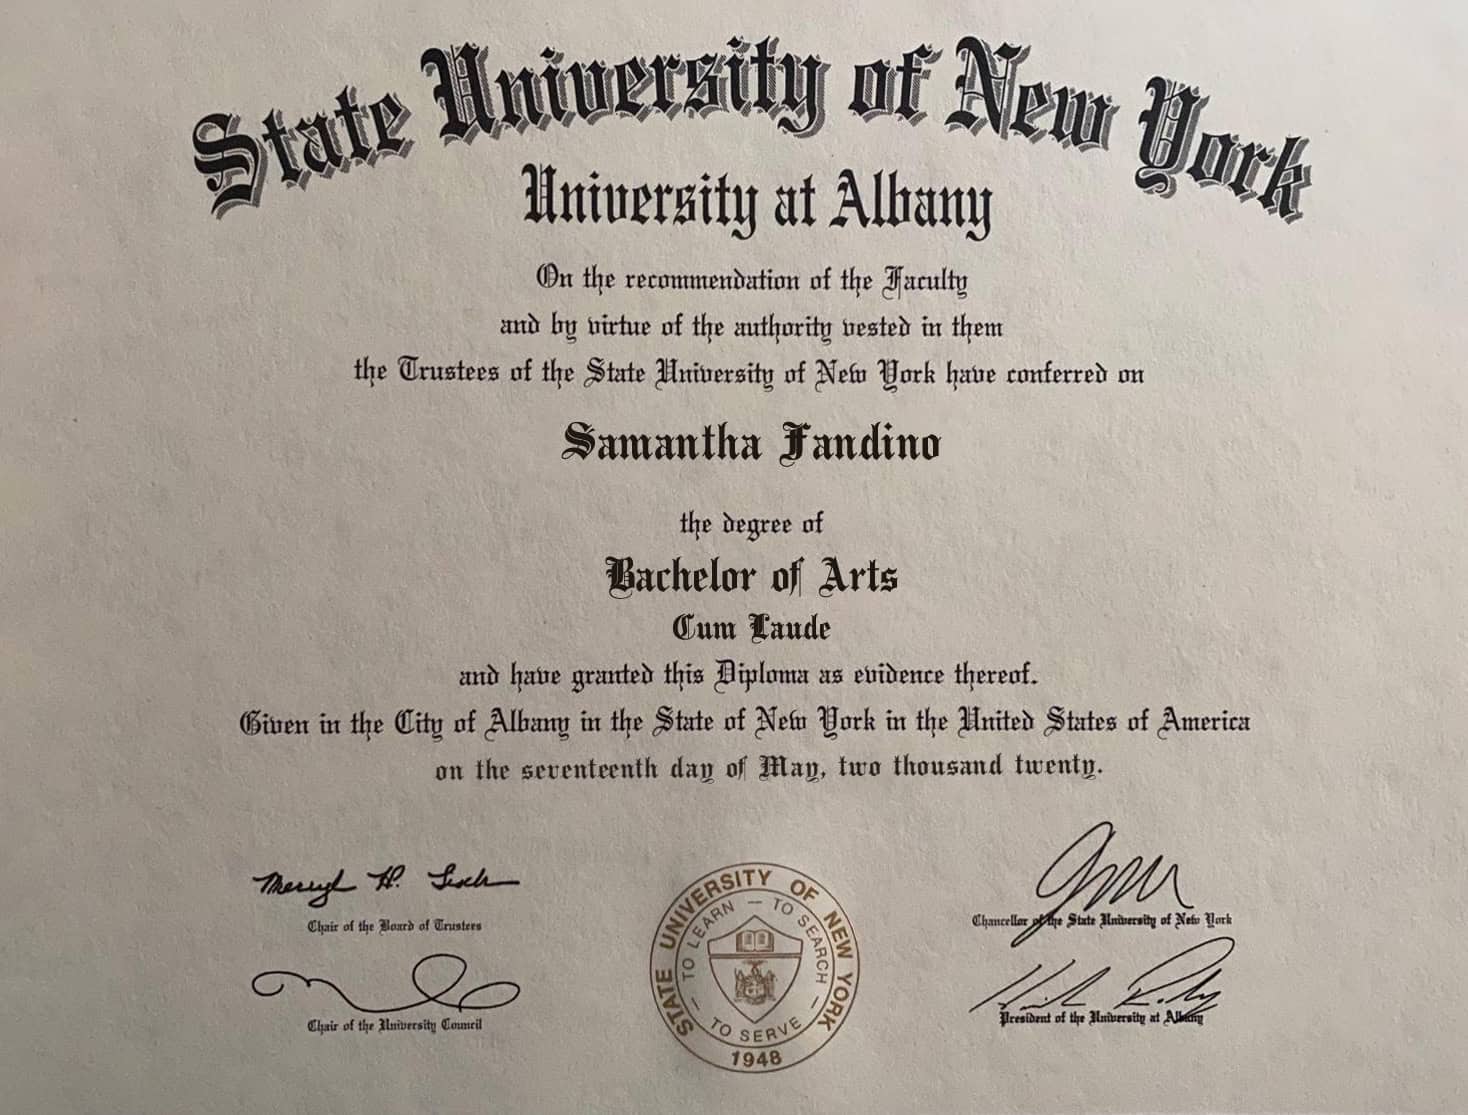 State University of New York
University at Albany
On the recommendation of the Faculty
and by virtue of the authority vested in them
the Trustees of the State University of New York have conferred on
Samantha Fandino
the degree of
Bachelor of Arts
Cum Laude
and have granted this Diploma as evidence thereof.
Given in the City of Albany in the State of New York in the United States of America
on the seventeenth day of May, two thousand twenty.
Merryl H. Tisch
Chair of the Board of Trustees
Chair of the University Council
STATE UNIVERSITY OF NEW YORK
TO LEARN — TO SEARCH — TO SERVE —
1948
Chancellor of the State University of New York
President of the University at Albany